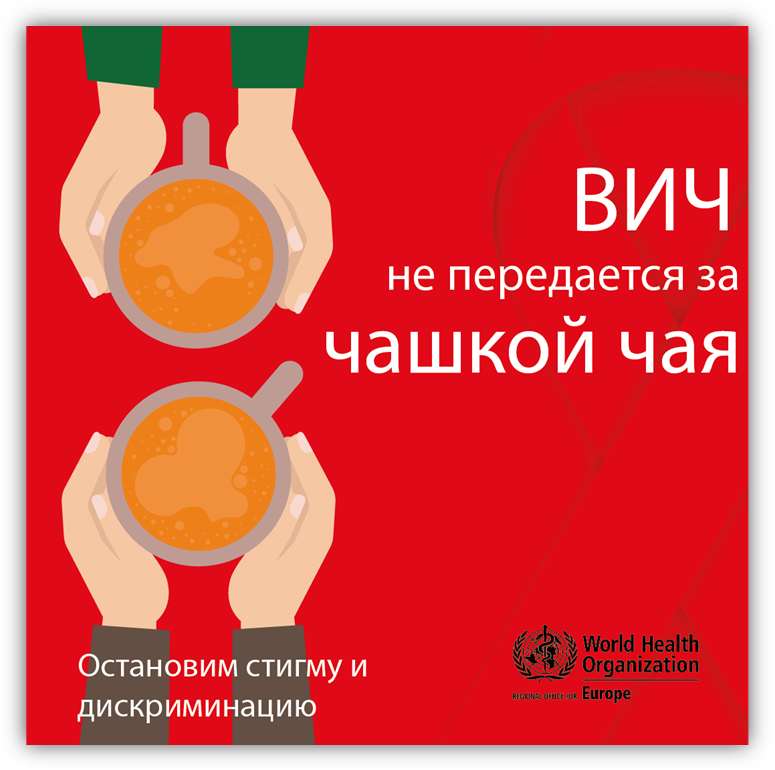 ВИЧ
не передается за
чашкой чая
Остановим стигму и
дискриминацию
World Health
Organization
REGIONAL OFFICE FOR Europe